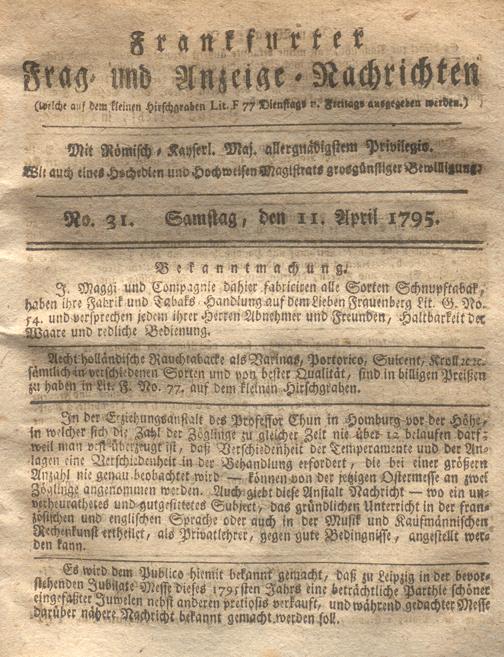 Frankfurter
Frag- und Anzeige-Nachrichten
(welche auf dem kleinen Hirschgraben Lit. F 77 Dienstags u. Freitags ausgegeben werden.)
Mit Römisch-Kayserl. Maj. allergnädigstem Privilegio.
Wie auch eines Hochedlen und Hochweisen Magistrats grosgünstiger Bewilligung.
No. 31. Samstag, den 11. April 1795.
Bekanntmachung.
J. Maggi und Compagnie dahier fabriciren alle Sorten Schnupftaback,
haben ihre Fabrik und Tabaks-Handlung auf dem Lieben Frauenberg Lit. G. No.
54. und versprechen jedem ihrer Herren Abnehmer und Freunden, Haltbarkeit der
Waare und redliche Bedienung.
Aecht holländische Rauchtabacke als Varinas, Portorico, Suicent, Kroll ꝛc. ꝛc.
sämtlich in verschiedenen Sorten und von bester Qualität, sind in billigen Preißen
zu haben in Lit. F. No. 77. auf dem kleinen Hirschgraben.
In der Erziehungsanstalt des Professor Chun in Homburg vor der Höhe,
in welcher sich die Zahl der Zöglinge zu gleicher Zeit nie über 12 belaufen darf;
weil man vest überzeugt ist, daß Verschiedenheit der Temperamente und der An-
lagen eine Verschiedenheit in der Behandlung erfordert, die bei einer größern
Anzahl nie genau beobachtet wird — können von der jezigen Ostermesse an zwei
Zöglinge angenommen werden. Auch giebt diese Anstalt Nachricht — wo ein un-
verheurathetes und gutgesittetes Subject, das gründlichen Unterricht in der fran-
zösischen und englischen Sprache oder auch in der Musik und Kaufmännischen
Rechenkunst ertheilet, als Privatlehrer, gegen gute Bedingnisse, angestellt wer-
den kann.
Es wird dem Publico hiemit bekannt gemacht, daß zu Leipzig in der bevor-
stehenden Jubilate-Messe dieses 1795sten Jahrs eine beträchtliche Parthie schöner
eingefaßter Juwelen nebst anderen pretiosis verkauft, und während gedachter Messe
darüber nähere Nachricht bekannt gemacht werden soll.